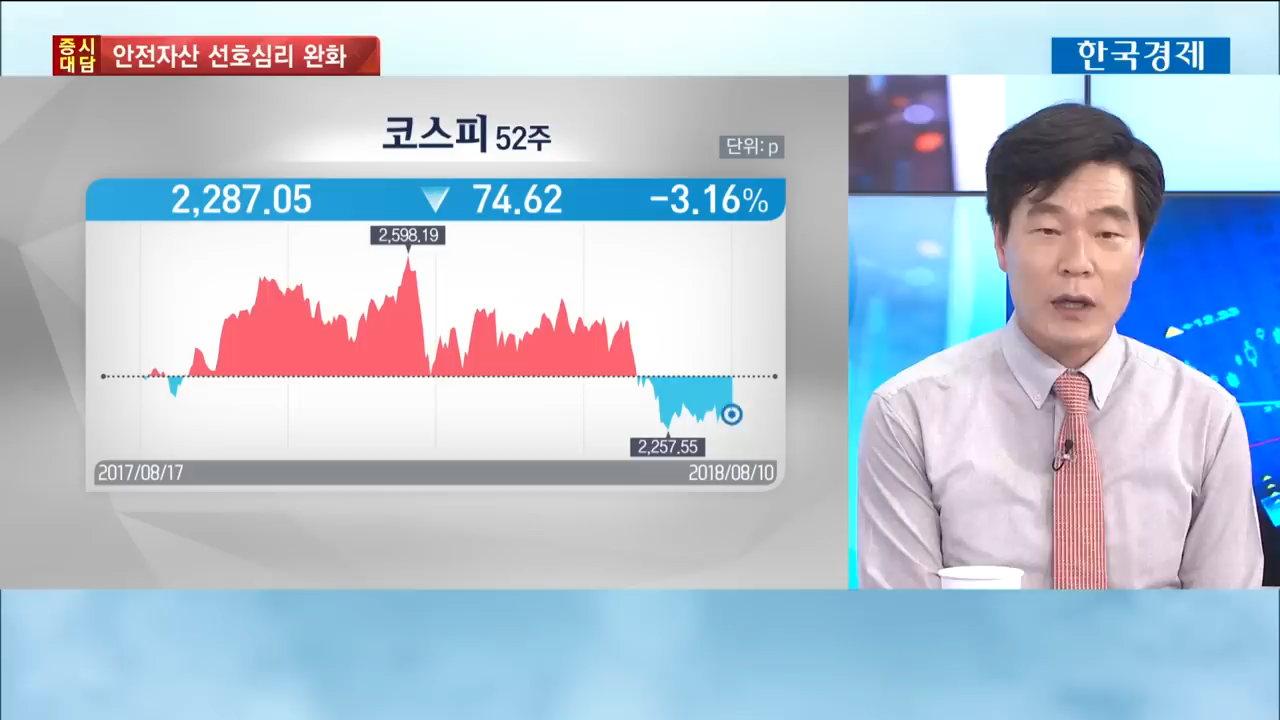 증시
대담
안전자산 선호심리 완화
한국경제
코스피 52주
단위:p
2,287.05 ▼ 74.62 -3.16%
2,598.19
2,257.55
2017/08/17
2018/08/10